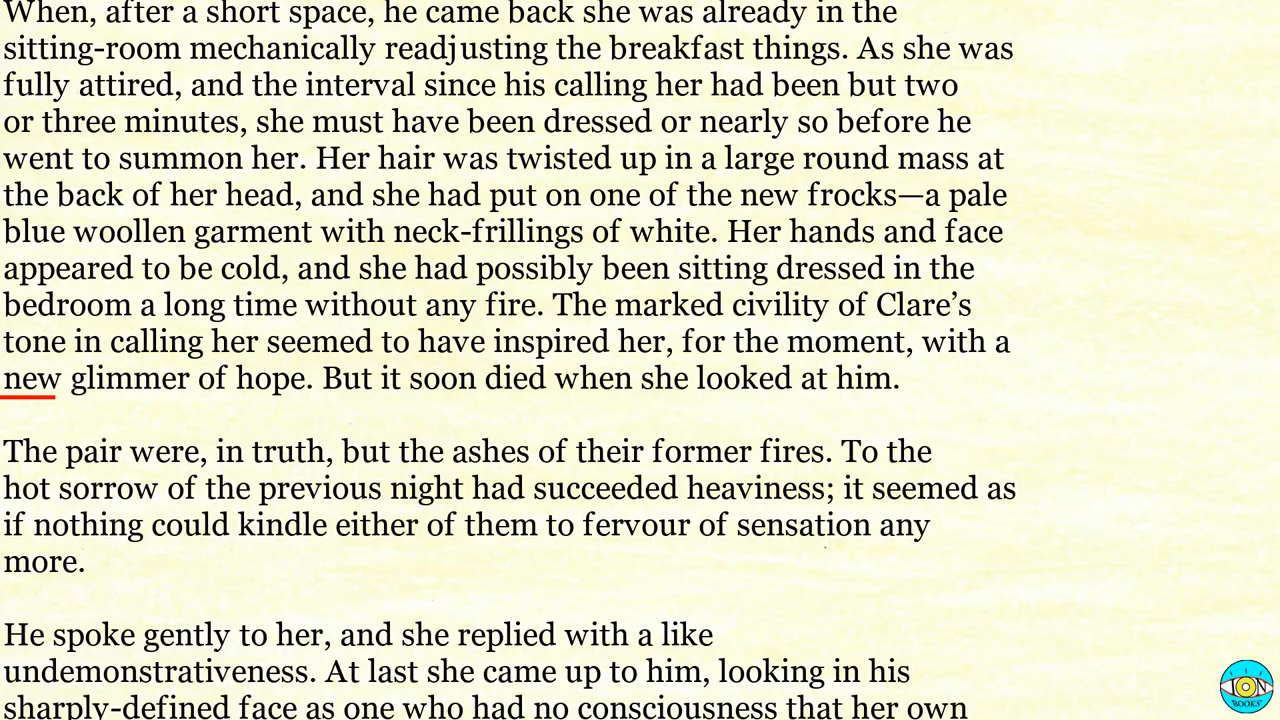 When, after a short space, he came back she was already in the
sitting-room mechanically readjusting the breakfast things. As she was
fully attired, and the interval since his calling her had been but two
or three minutes, she must have been dressed or nearly so before he
went to summon her. Her hair was twisted up in a large round mass at
the back of her head, and she had put on one of the new frocks—a pale
blue woollen garment with neck-frillings of white. Her hands and face
appeared to be cold, and she had possibly been sitting dressed in the
bedroom a long time without any fire. The marked civility of Clare’s
tone in calling her seemed to have inspired her, for the moment, with a
new glimmer of hope. But it soon died when she looked at him.
The pair were, in truth, but the ashes of their former fires. To the
hot sorrow of the previous night had succeeded heaviness; it seemed as
if nothing could kindle either of them to fervour of sensation any
more.
He spoke gently to her, and she replied with a like
undemonstrativeness. At last she came up to him, looking in his
sharply-defined face as one who had no consciousness that her own
ION
BOOKS